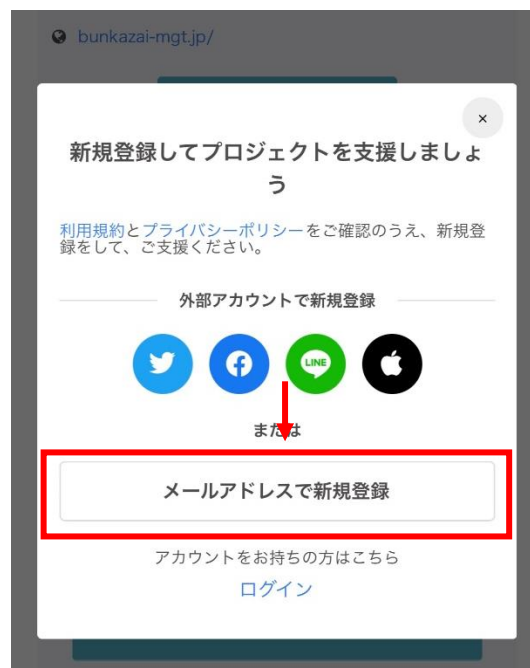 bunkazai-mgt.jp/
×
新規登録してプロジェクトを支援しましょ
う
利用規約とプライバシーポリシーをご確認のうえ、新規登
録をして、ご支援ください。
外部アカウントで新規登録
LINE
または
メールアドレスで新規登録
アカウントをお持ちの方はこちら
ログイン